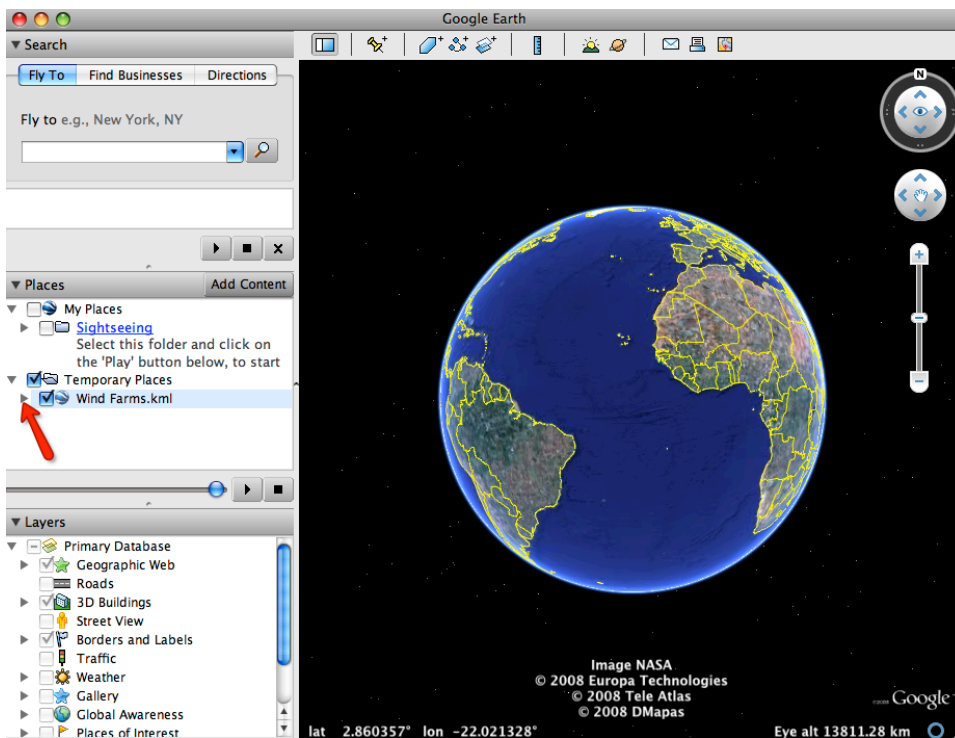 Google Earth
Search
Fly To Find Businesses Directions
Fly to e.g., New York, NY
Places Add Content
My Places
Sightseeing
Select this folder and click on
the 'Play' button below, to start
Temporary Places
Wind Farms.kml
Layers
Primary Database
Geographic Web
Roads
3D Buildings
Street View
Borders and Labels
Traffic
Weather
Gallery
Global Awareness
Places of Interest
N
Image NASA
© 2008 Europa Technologies
© 2008 Tele Atlas
© 2008 DMapas
Google
lat 2.860357° lon -22.021328° Eye alt 13811.28 km